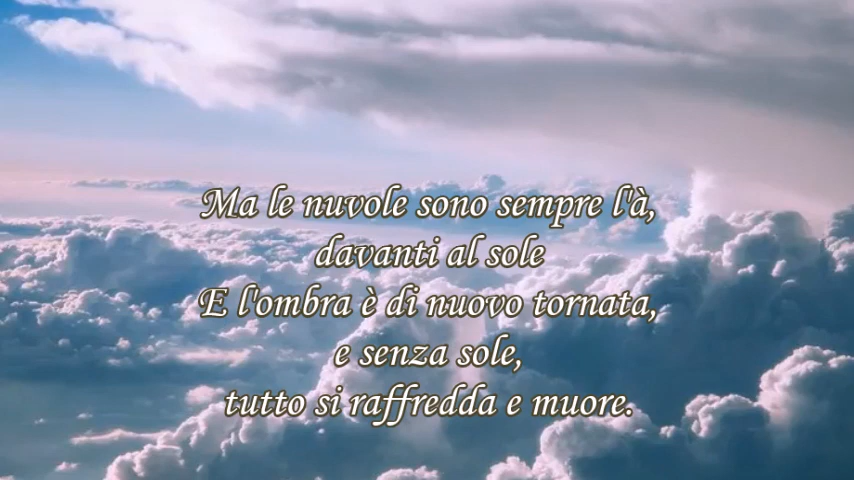 Ma le nuvole sono sempre l'à,
davanti al sole
E l'ombra è di nuovo tornata,
e senza sole,
tutto si raffredda e muore.